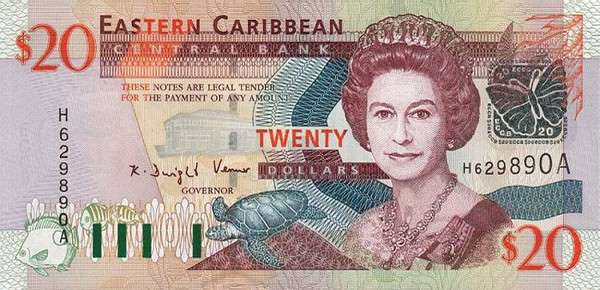 EASTERN CARIBBEAN
CENTRAL BANK
$20
THESE NOTES ARE LEGAL TENDER
FOR THE PAYMENT OF ANY AMOUNT
H629890A
TWENTY
DOLLARS
K Dwight Venner
GOVERNOR
ECCB
20
H629890A
$20